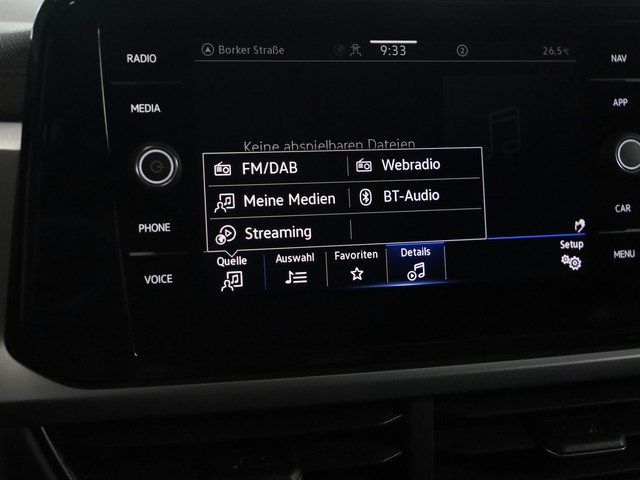 RADIO
MEDIA
PHONE
VOICE
Borker Straße
9:33
2
26.5°C
Keine abspielbaren Dateien
FM/DAB
Webradio
Meine Medien
BT-Audio
Streaming
Quelle
Auswahl
Favoriten
Details
Setup
NAV
APP
CAR
MENU